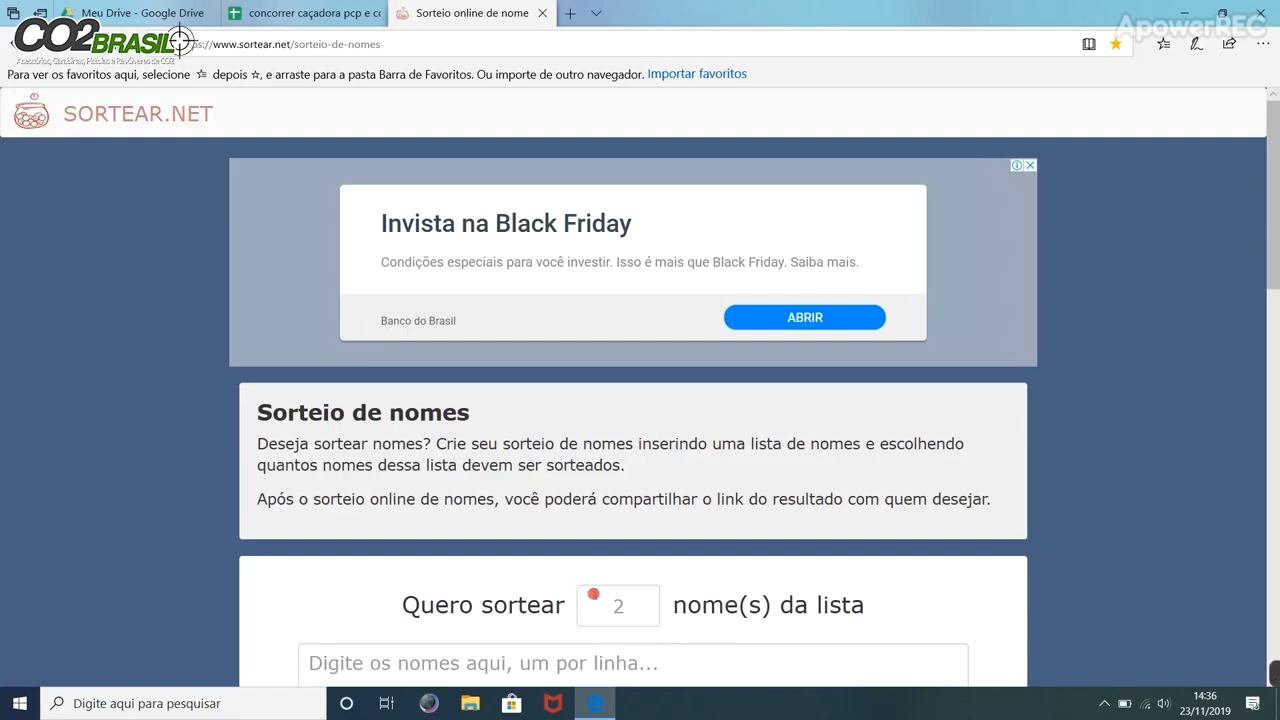 Meu Drive - Google Drive
concorrer caçadora pcp e cc
Sorteio online de nome
ApowerREC
CO2BRASIL
Acessórios, Carabinas, Pistolas e Revólveres de CO2
://www.sortear.net/sorteio-de-nomes
Para ver os favoritos aqui, selecione depois, e arraste para a pasta Barra de Favoritos. Ou importe de outro navegador. Importar favoritos
SORTEAR.NET
Invista na Black Friday
Condições especiais para você investir. Isso é mais que Black Friday. Saiba mais.
Banco do Brasil
ABRIR
Sorteio de nomes
Deseja sortear nomes? Crie seu sorteio de nomes inserindo uma lista de nomes e escolhendo
quantos nomes dessa lista devem ser sorteados.
Após o sorteio online de nomes, você poderá compartilhar o link do resultado com quem desejar.
Quero sortear 2 nome(s) da lista
Digite os nomes aqui, um por linha...
Digite aqui para pesquisar
14:36
23/11/2019